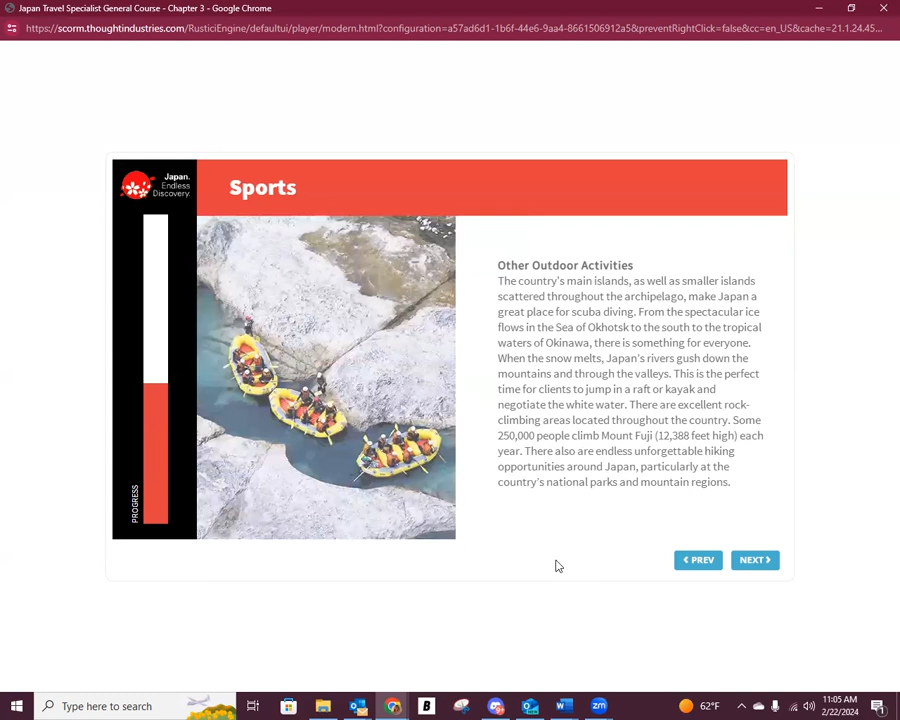 Japan Travel Specialist General Course - Chapter 3 - Google Chrome
https://scorm.thoughtindustries.com/RusticiEngine/defaultui/player/modern.html?configuration=a57ad6d1-1b6f-44e6-9aa4-8661506912a5&preventRightClick=false&cc=en_US&cache=21.1.24.45...
Japan.
Endless
Discovery.
Sports
Other Outdoor Activities
The country's main islands, as well as smaller islands
scattered throughout the archipelago, make Japan a
great place for scuba diving. From the spectacular ice
flows in the Sea of Okhotsk to the south to the tropical
waters of Okinawa, there is something for everyone.
When the snow melts, Japan's rivers gush down the
mountains and through the valleys. This is the perfect
time for clients to jump in a raft or kayak and
negotiate the white water. There are excellent rock-
climbing areas located throughout the country. Some
250,000 people climb Mount Fuji (12,388 feet high) each
year. There also are endless unforgettable hiking
opportunities around Japan, particularly at the
country's national parks and mountain regions.
PROGRESS
PREV
NEXT
Type here to search
B
W
zm
62°F
11:05 AM
2/22/2024
1